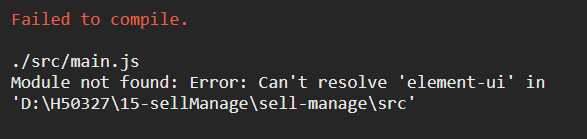 Failed to compile.
./src/main.js
Module not found: Error: Can't resolve 'element-ui' in
'D:\H50327\15-sellManage\sell-manage\src'